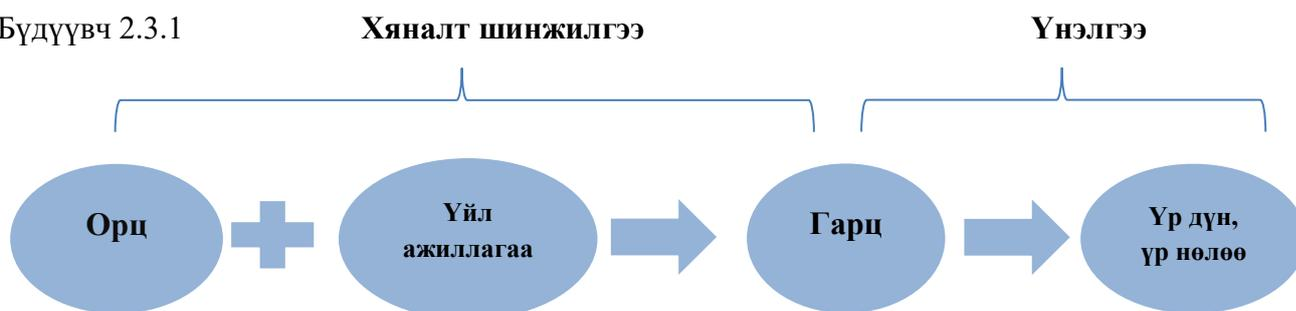 Бүдүүвч 2.3.1
Хяналт шинжилгээ
Үнэлгээ
Орц
Үйл
ажиллагаа
Гарц
Үр дүн,
үр нөлөө